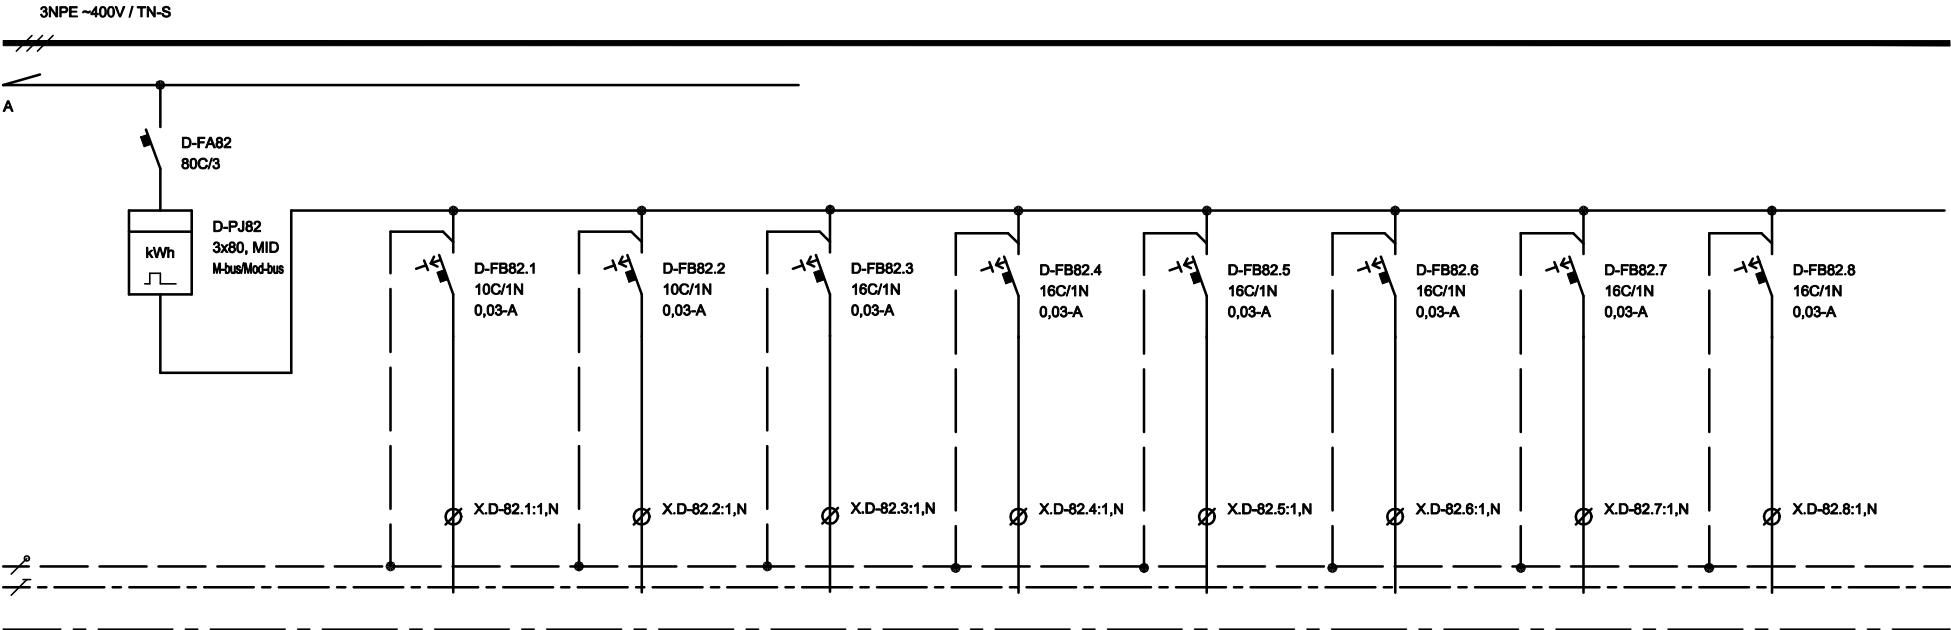 3NPE ~400V / TN-S
A
D-FA82
80C/3
D-PJ82
3x80, MID
M-bus/Mod-bus
kWh
D-FB82.1
10C/1N
0,03-A
D-FB82.2
10C/1N
0,03-A
D-FB82.3
16C/1N
0,03-A
D-FB82.4
16C/1N
0,03-A
D-FB82.5
16C/1N
0,03-A
D-FB82.6
16C/1N
0,03-A
D-FB82.7
16C/1N
0,03-A
D-FB82.8
16C/1N
0,03-A
X.D-82.1:1,N
X.D-82.2:1,N
X.D-82.3:1,N
X.D-82.4:1,N
X.D-82.5:1,N
X.D-82.6:1,N
X.D-82.7:1,N
X.D-82.8:1,N